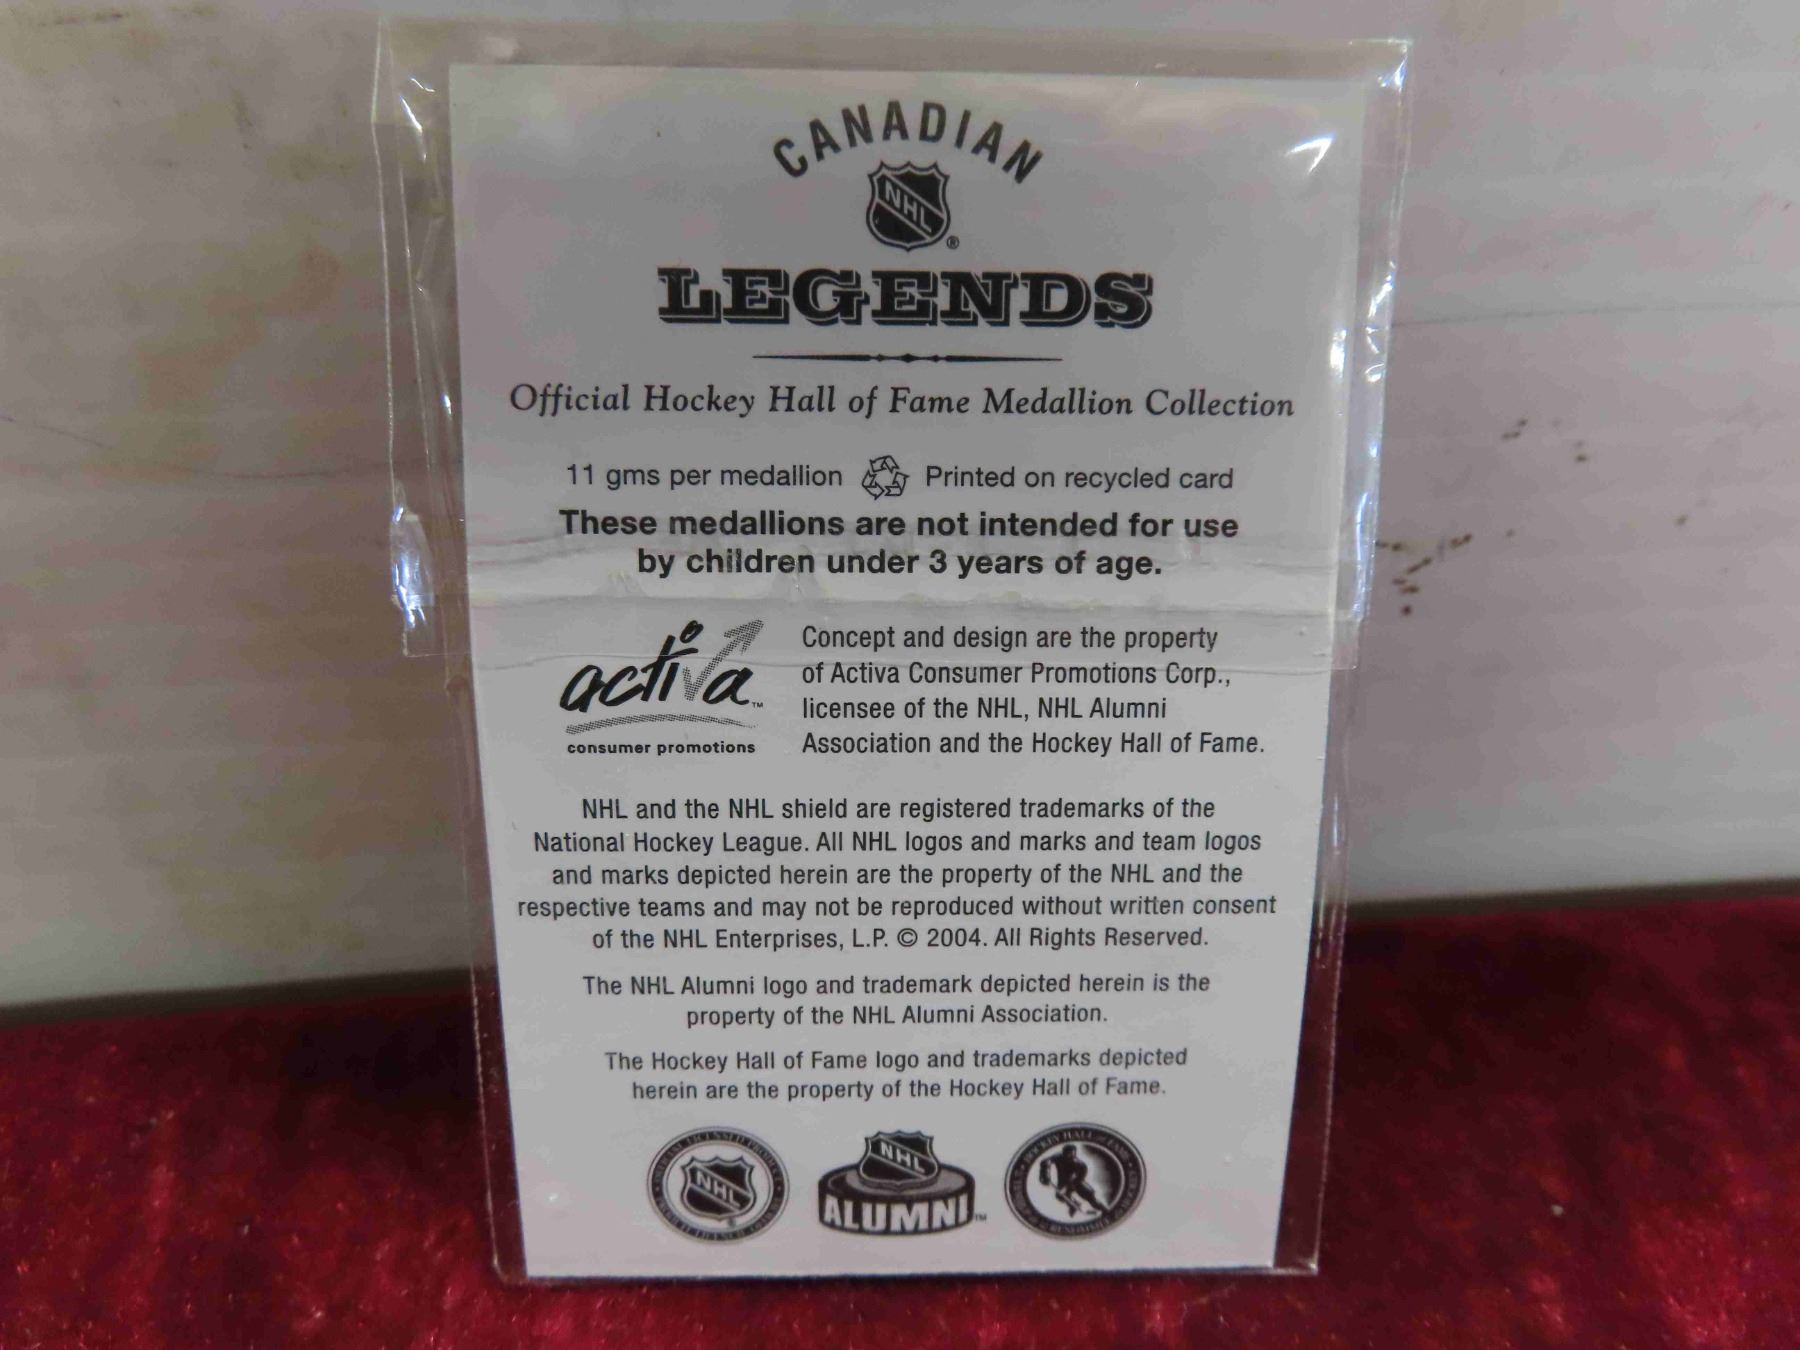 CANADIAN
NHL
®
LEGENDS
Official Hockey Hall of Fame Medallion Collection
11 gms per medallion Printed on recycled card
These medallions are not intended for use
by children under 3 years of age.
activa™
consumer promotions
Concept and design are the property
of Activa Consumer Promotions Corp.,
licensee of the NHL, NHL Alumni
Association and the Hockey Hall of Fame.
NHL and the NHL shield are registered trademarks of the
National Hockey League. All NHL logos and marks and team logos
and marks depicted herein are the property of the NHL and the
respective teams and may not be reproduced without written consent
of the NHL Enterprises, L.P. © 2004. All Rights Reserved.
The NHL Alumni logo and trademark depicted herein is the
property of the NHL Alumni Association.
The Hockey Hall of Fame logo and trademarks depicted
herein are the property of the Hockey Hall of Fame.
NHL
NHL
ALUMNI™
HOCKEY HALL of FAME